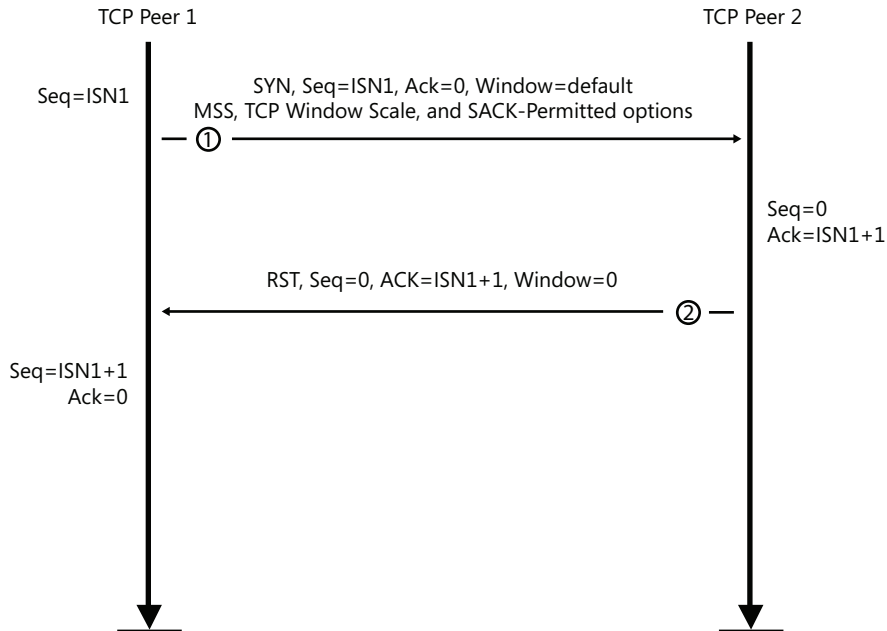 TCP Peer 1
TCP Peer 2
Seq=ISN1
SYN, Seq=ISN1, Ack=0, Window=default
MSS, TCP Window Scale, and SACK-Permitted options
1
Seq=0
Ack=ISN1+1
RST, Seq=0, ACK=ISN1+1, Window=0
2
Seq=ISN1+1
Ack=0